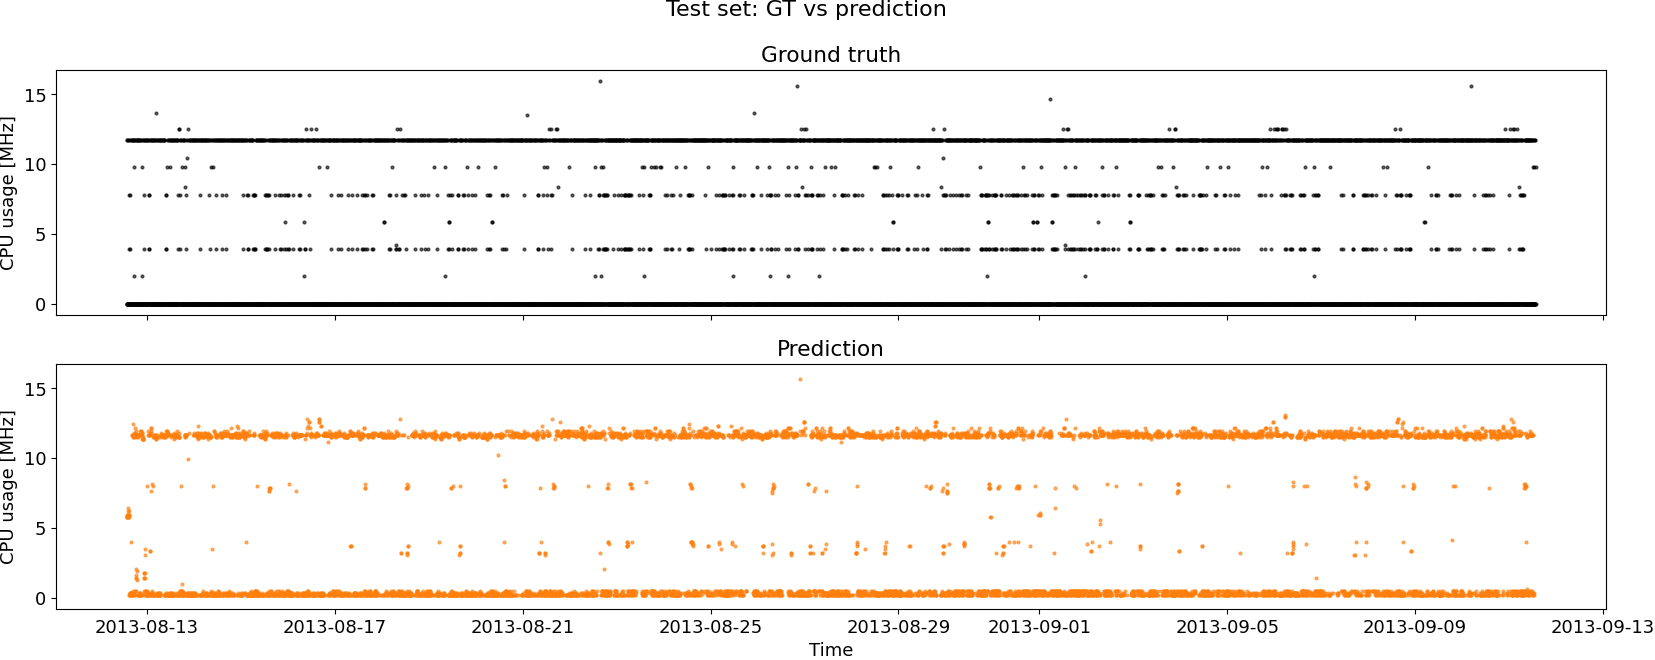 Test set: GT vs prediction
Ground truth
CPU usage [MHz]
15
10
5
0
Prediction
CPU usage [MHz]
15
10
5
0
2013-08-13 2013-08-17 2013-08-21 2013-08-25 2013-08-29 2013-09-01 2013-09-05 2013-09-09 2013-09-13
Time